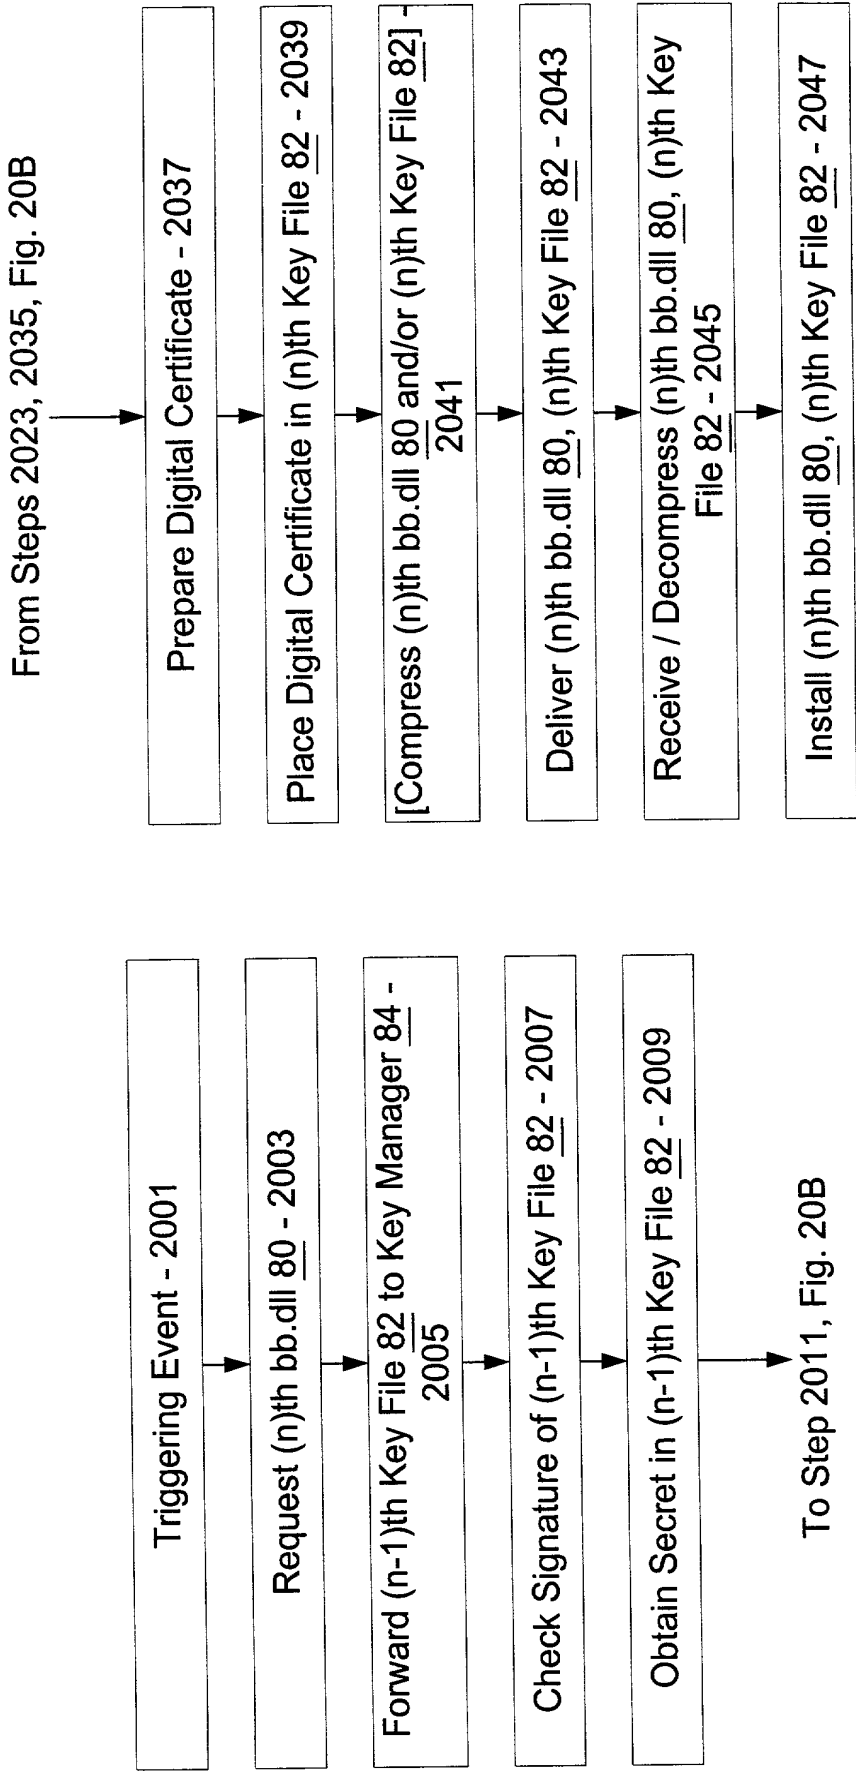 Triggering Event - 2001
Request (n)th bb.dll 80 - 2003
Forward (n-1)th Key File 82 to Key Manager 84 -
2005
Check Signature of (n-1)th Key File 82 - 2007
Obtain Secret in (n-1)th Key File 82 - 2009
To Step 2011, Fig. 20B
From Steps 2023, 2035, Fig. 20B
Prepare Digital Certificate - 2037
Place Digital Certificate in (n)th Key File 82 - 2039
[Compress (n)th bb.dll 80 and/or (n)th Key File 82] -
2041
Deliver (n)th bb.dll 80, (n)th Key File 82 - 2043
Receive / Decompress (n)th bb.dll 80, (n)th Key
File 82 - 2045
Install (n)th bb.dll 80, (n)th Key File 82 - 2047